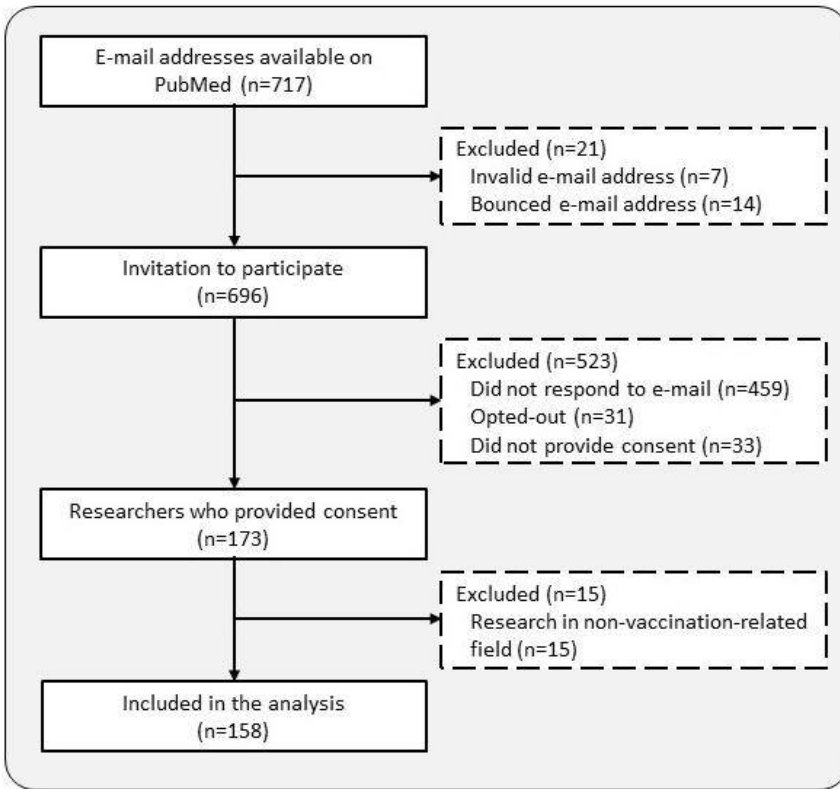 E-mail addresses available on
PubMed (n=717)
Excluded (n=21)
Invalid e-mail address (n=7)
Bounced e-mail address (n=14)
Invitation to participate
(n=696)
Excluded (n=523)
Did not respond to e-mail (n=459)
Opted-out (n=31)
Did not provide consent (n=33)
Researchers who provided consent
(n=173)
Excluded (n=15)
Research in non-vaccination-related
field (n=15)
Included in the analysis
(n=158)